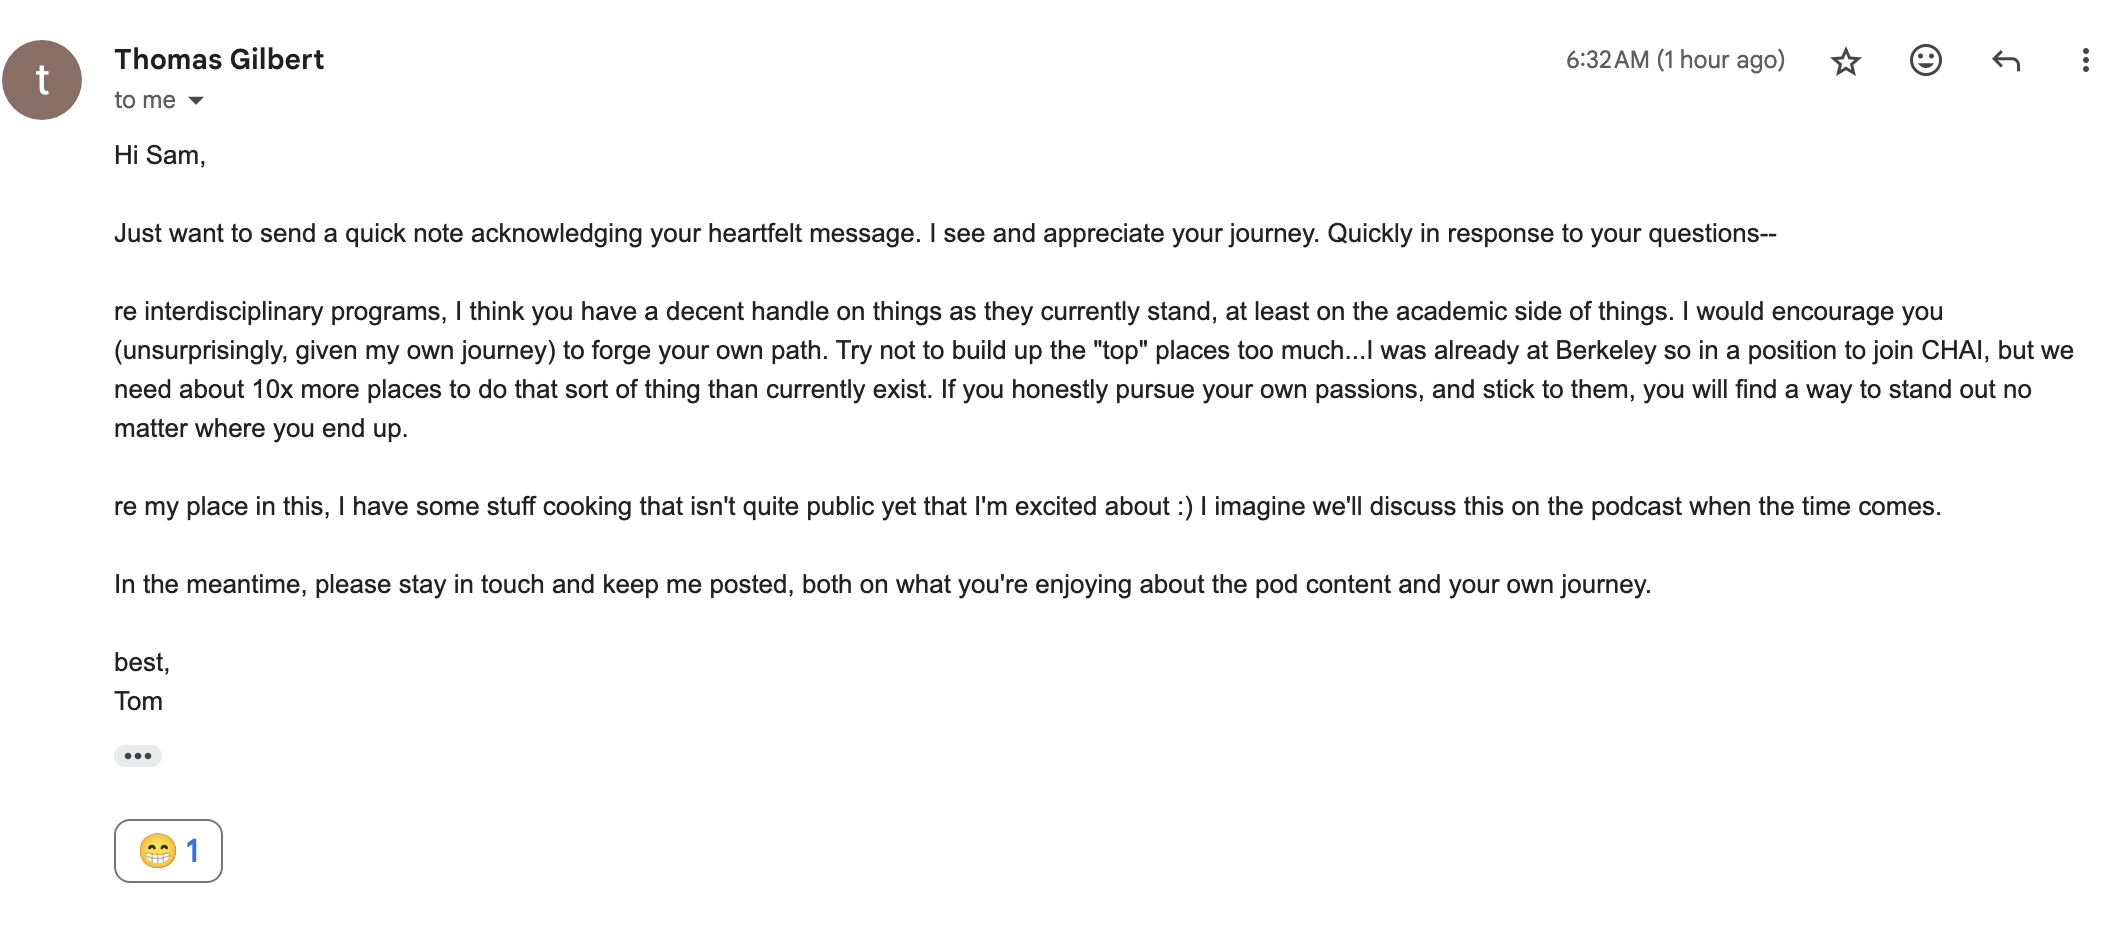 t
Thomas Gilbert
6:32 AM (1 hour ago)
to me
Hi Sam,
Just want to send a quick note acknowledging your heartfelt message. I see and appreciate your journey. Quickly in response to your questions--
re interdisciplinary programs, I think you have a decent handle on things as they currently stand, at least on the academic side of things. I would encourage you
(unsurprisingly, given my own journey) to forge your own path. Try not to build up the "top" places too much...I was already at Berkeley so in a position to join CHAI, but we
need about 10x more places to do that sort of thing than currently exist. If you honestly pursue your own passions, and stick to them, you will find a way to stand out no
matter where you end up.
re my place in this, I have some stuff cooking that isn't quite public yet that I'm excited about :) I imagine we'll discuss this on the podcast when the time comes.
In the meantime, please stay in touch and keep me posted, both on what you're enjoying about the pod content and your own journey.
best,
Tom
1